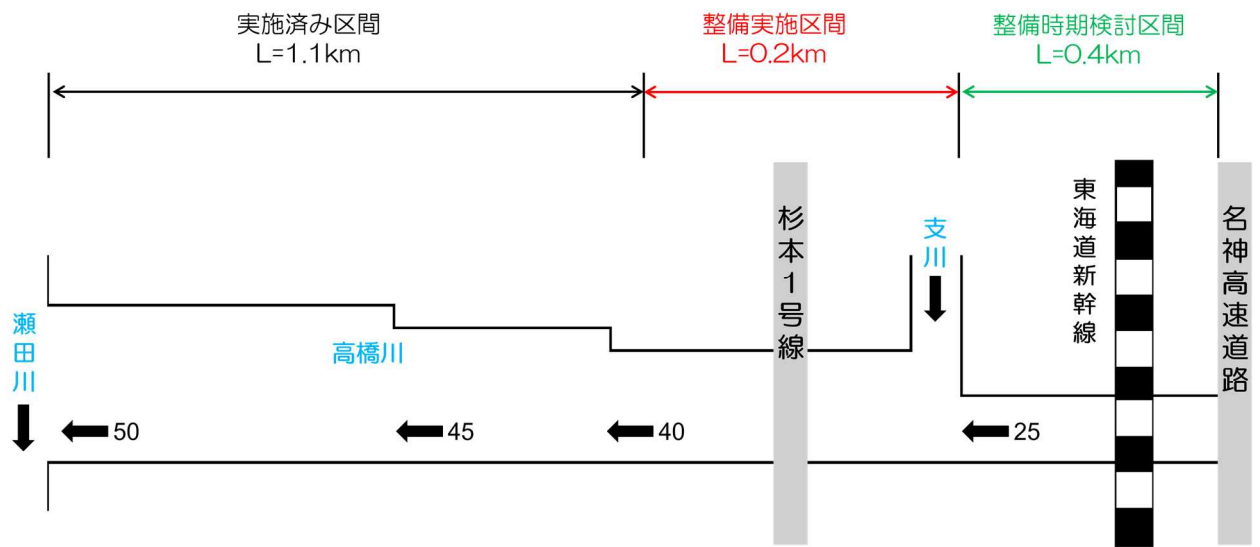 実施済み区間
L=1.1km
整備実施区間
L=0.2km
整備時期検討区間
L=0.4km
杉本1号線
支川
東海道新幹線
名神高速道路
瀬田川
高橋川
50
45
40
25